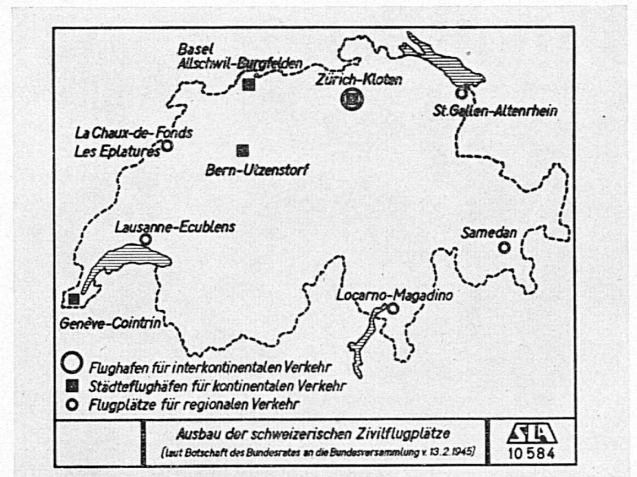 Basel
Allschwil-Burgfelden
Zürich-Kloten
St.Gallen-Altenrhein
La Chaux-de-Fonds
Les Eplatures
Bern-Utzenstorf
Lausanne-Ecublens
Samedan
Locarno-Magadino
Genève-Cointrin
Flughafen für interkontinentalen Verkehr
Städteflughäfen für kontinentalen Verkehr
Flugplätze für regionalen Verkehr
Ausbau der schweizerischen Zivilflugplätze
(laut Botschaft des Bundesrates an die Bundesversammlung v. 13.2.1945)
SIA
10 584